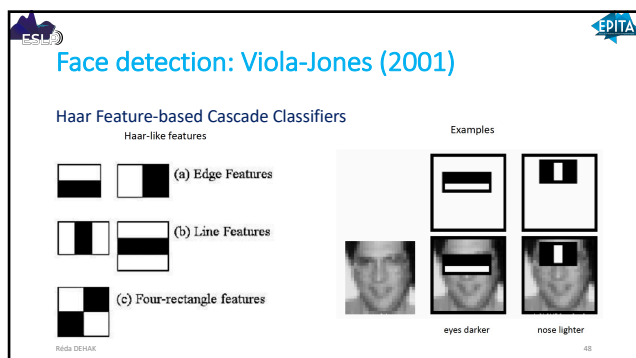 ESLR
EPITA
Face detection: Viola-Jones (2001)
Haar Feature-based Cascade Classifiers
Haar-like features
Examples
(a) Edge Features
(b) Line Features
(c) Four-rectangle features
eyes darker
nose lighter
Réda DEHAK
48